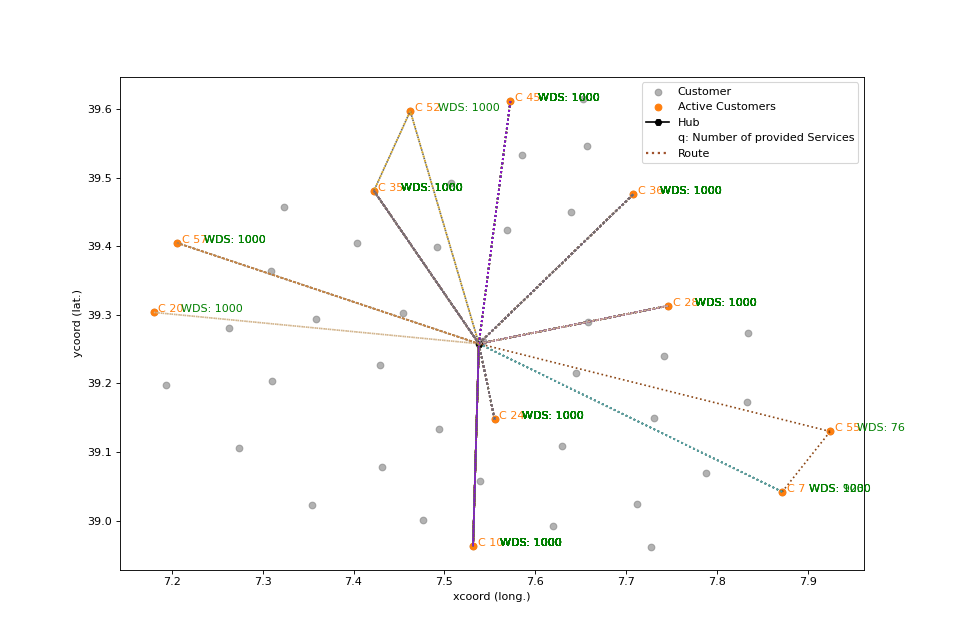 Customer
Active Customers
Hub
q: Number of provided Services
Route
C 45 WDS: 1000
C 52 WDS: 1000
C 35 WDS: 1000
C 36 WDS: 1000
C 57 WDS: 1000
C 20 WDS: 1000
C 28 WDS: 1000
C 24 WDS: 1000
C 55 WDS: 76
C 7 WDS:
C 10 WDS: 1000
39.6
39.5
39.4
39.3
39.2
39.1
39.0
ycoord (lat.)
7.2 7.3 7.4 7.5 7.6 7.7 7.8 7.9
xcoord (long.)